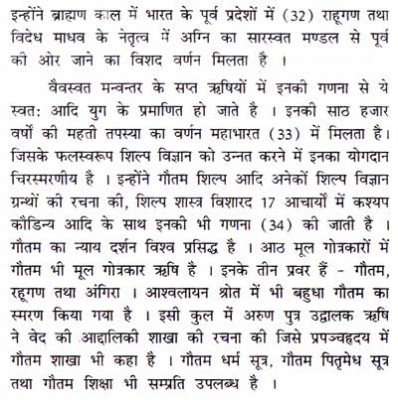 इन्होंने ब्राह्मण काल में भारत के पूर्व प्रदेशों में (32) राहूगण तथा
विदेध माधव के नेतृत्व में अग्नि का सारस्वत मण्डल से पूर्व
की ओर जाने का विशद वर्णन मिलता है ।
वैवस्वत मन्वन्तर के सप्त ऋषियों में इनकी गणना से ये
स्वत: आदि युग के प्रमाणित हो जाते है । इनकी साठ हजार
वर्षों की महती तपस्या का वर्णन महाभारत (33) में मिलता है।
जिसके फलस्वरूप शिल्प विज्ञान को उन्नत करने में इनका योगदान
चिरस्मरणीय है । इन्होंने गौतम शिल्प आदि अनेकों शिल्प विज्ञान
ग्रन्थों की रचना की, शिल्प शास्त्र विशारद 17 आचार्यों में कश्यप
कौडिन्य आदि के साथ इनकी भी गणना (34) की जाती है ।
गौतम का न्याय दर्शन विश्व प्रसिद्ध है । आठ मूल गोत्रकारों में
गौतम भी मूल गोत्रकार ऋषि है । इनके तीन प्रवर हैं - गौतम,
रहूगण तथा अंगिरा । आश्वलायन श्रोत में भी बहुधा गौतम का
स्मरण किया गया है । इसी कुल में अरुण पुत्र उद्वालक ऋषि
ने वेद की आद्दालिकी शाखा की रचना की जिसे प्रपञ्चहृदय में
गौतम शाखा भी कहा है । गौतम धर्म सूत्र, गौतम पितृमेध सूत्र
तथा गौतम शिक्षा भी सम्प्रति उपलब्ध है ।